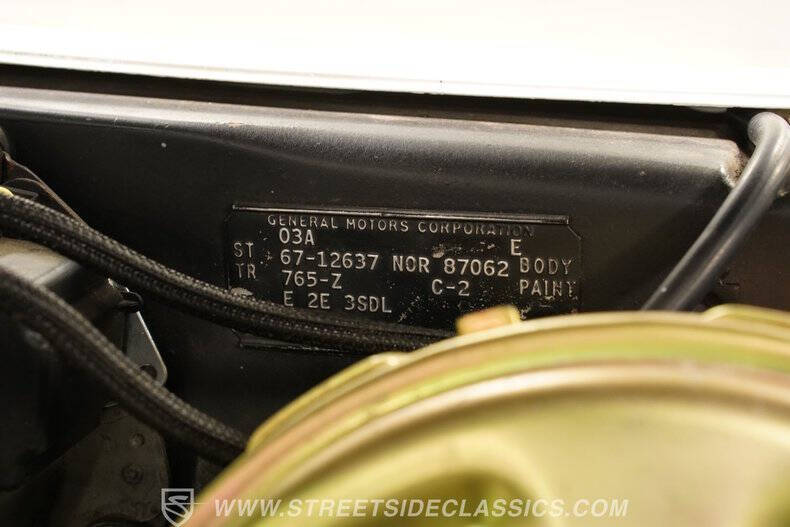 GENERAL MOTORS CORPORATION
03A E
ST 67-12637 NOR 87062 BODY
TR 765-Z C-2 PAINT
E 2E 3SDL
WWW.STREETSIDECLASSICS.COM